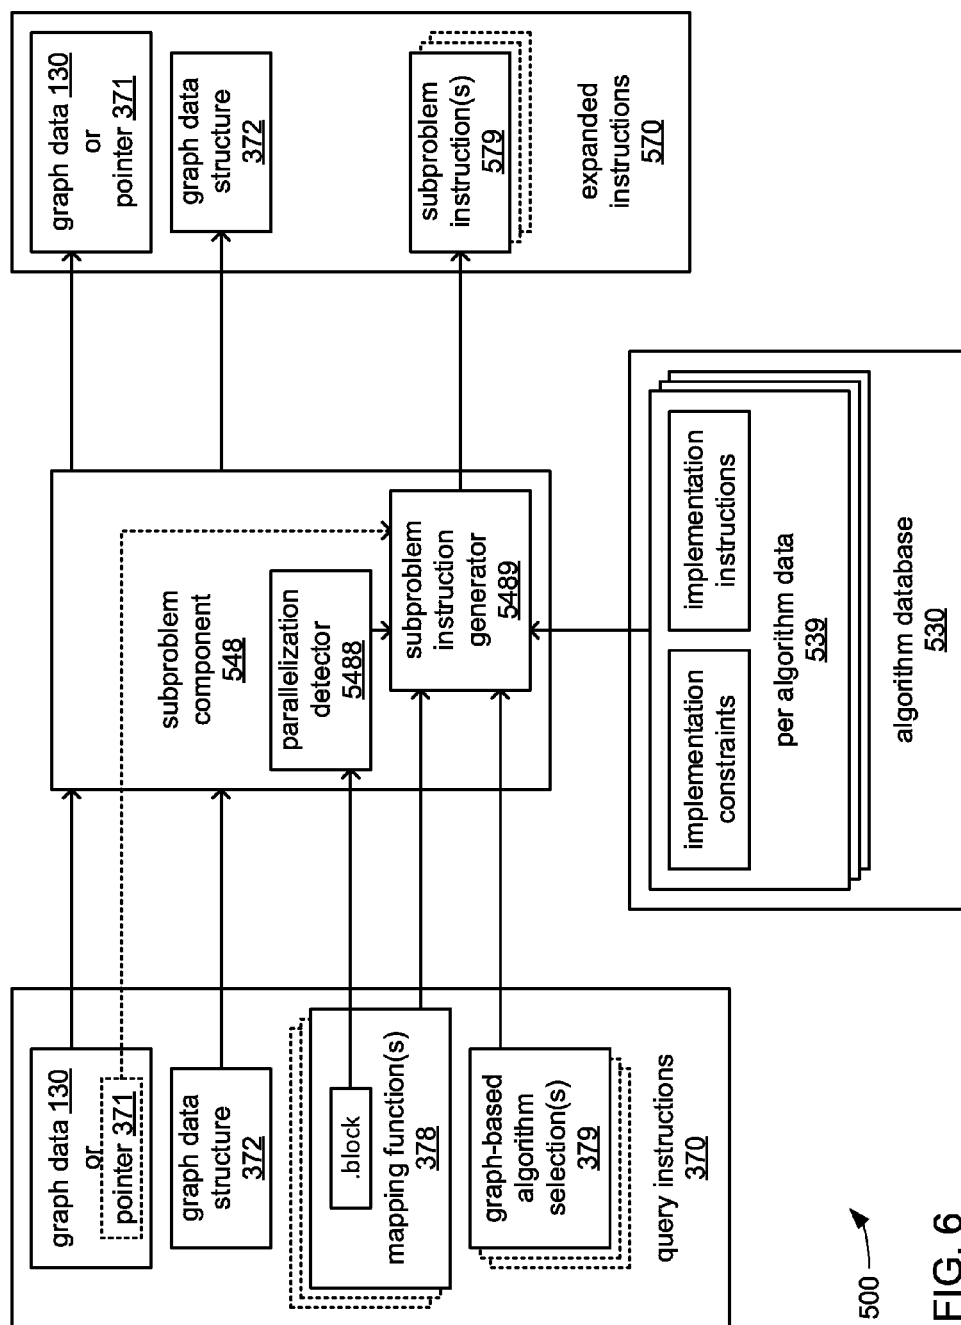 graph data 130
or
pointer 371
graph data
structure
372
.block
mapping function(s)
378
graph-based
algorithm
selection(s)
379
query instructions
370
subproblem
component
548
parallelization
detector
5488
subproblem
instruction
generator
5489
implementation
constraints
implementation
instructions
per algorithm data
539
algorithm database
530
graph data 130
or
pointer 371
graph data
structure
372
subproblem
instruction(s)
579
expanded
instructions
570
500
FIG. 6